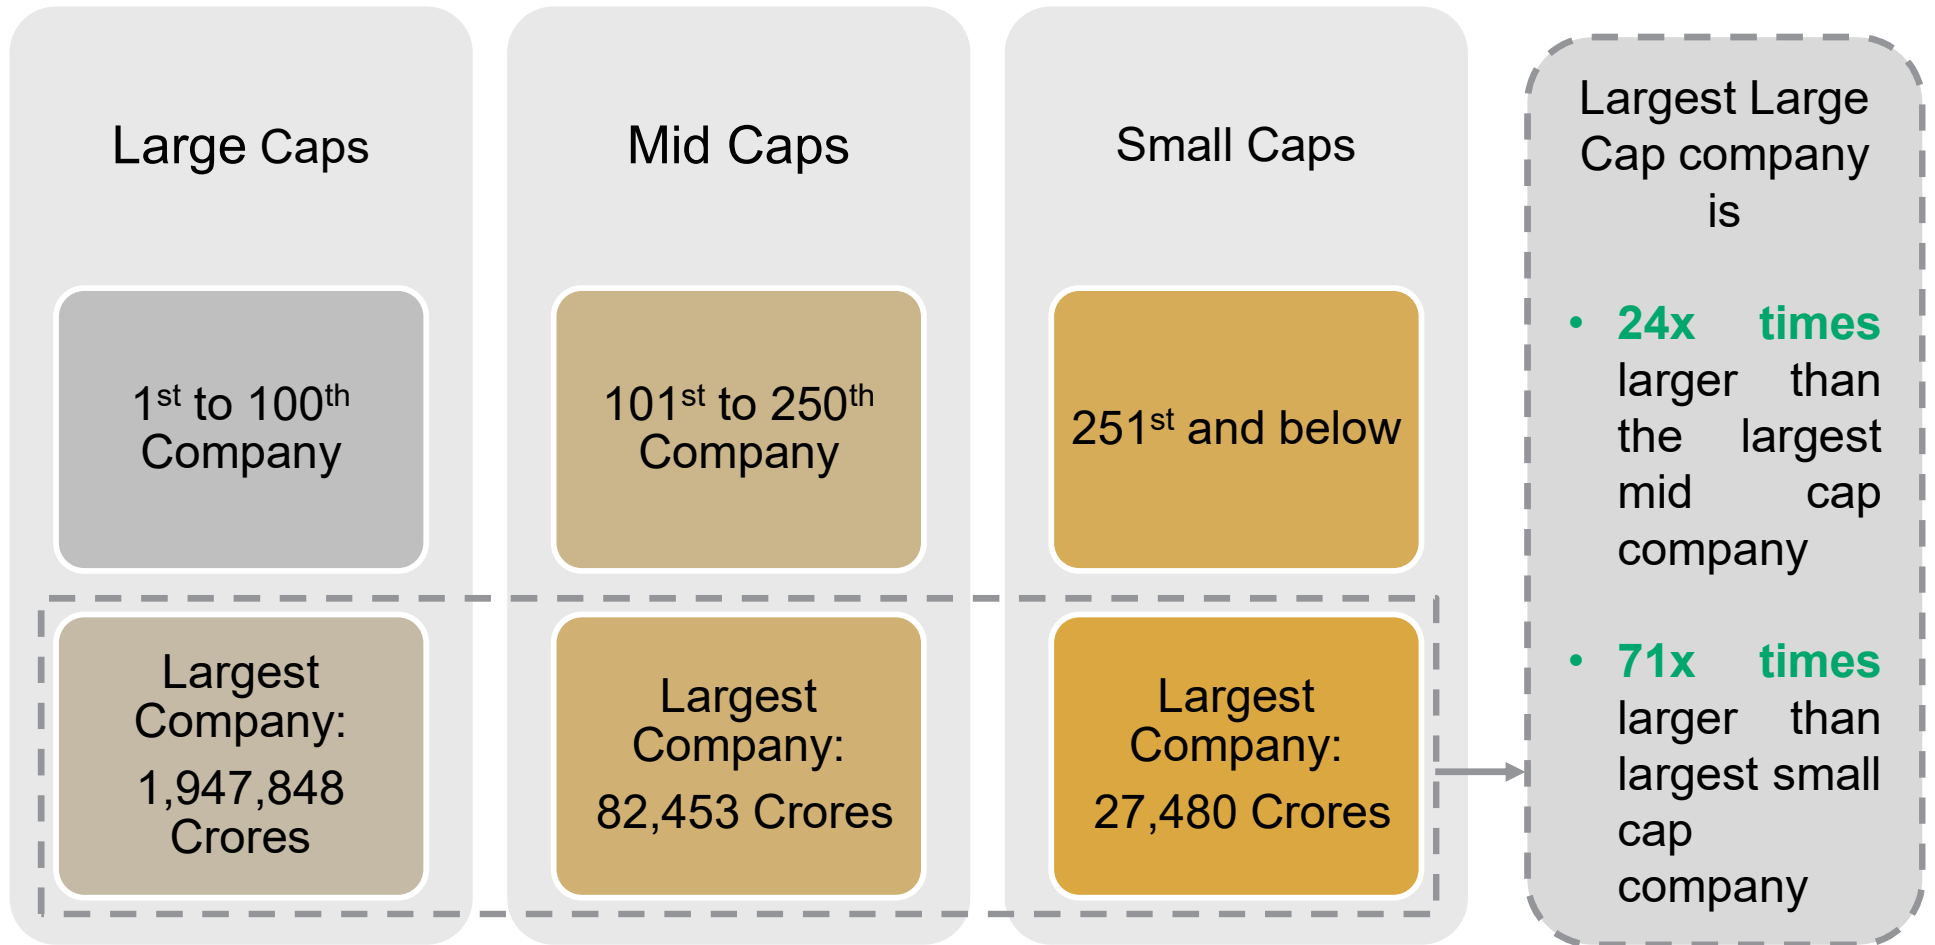 Large Caps
1st to 100th
Company
Largest
Company:
1,947,848
Crores
Mid Caps
101st to 250th
Company
Largest
Company:
82,453 Crores
Small Caps
251st and below
Largest
Company:
27,480 Crores
Largest Large
Cap company
is
• 24x times
larger than
the largest
mid cap
company
• 71x times
larger than
largest small
cap
company